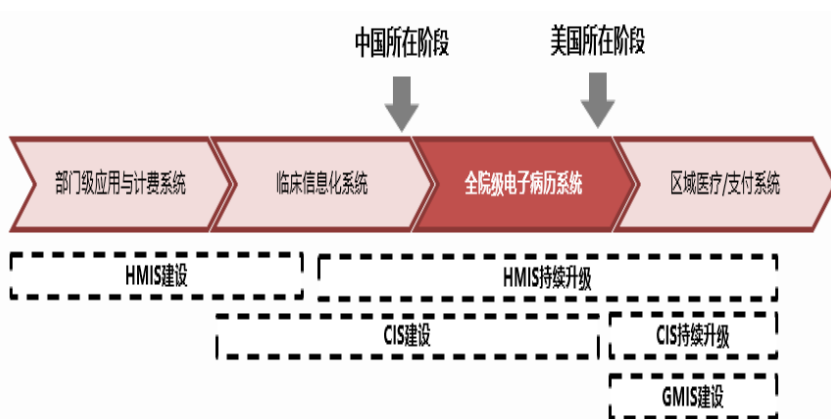 中国所在阶段
美国所在阶段
部门级应用与计费系统
临床信息化系统
全院级电子病历系统
区域医疗/支付系统
HMIS建设
HMIS持续升级
CIS建设
CIS持续升级
GMIS建设